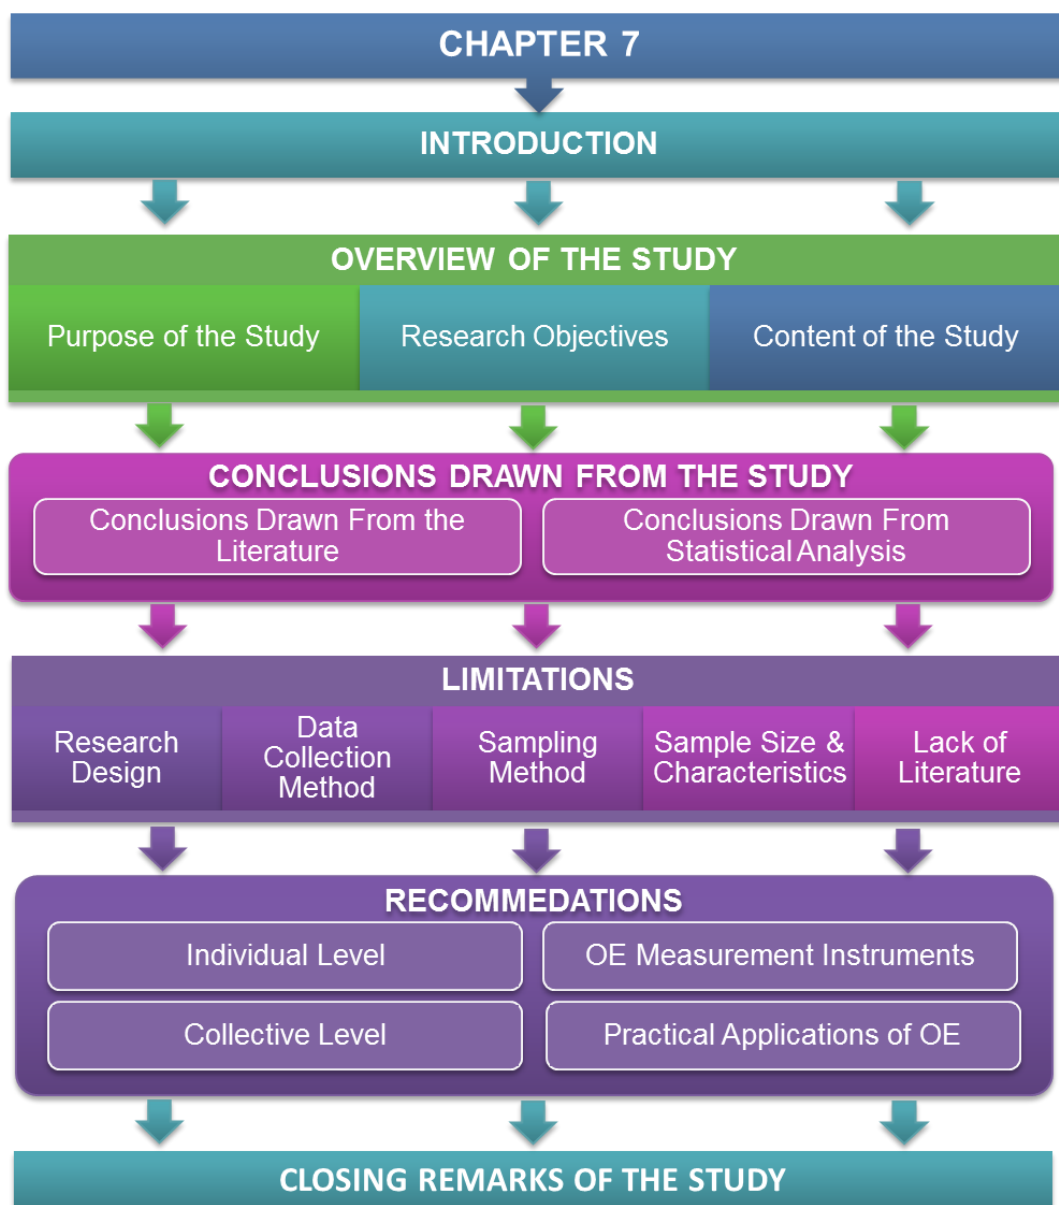 CHAPTER 7
INTRODUCTION
OVERVIEW OF THE STUDY
Purpose of the Study
Research Objectives
Content of the Study
CONCLUSIONS DRAWN FROM THE STUDY
Conclusions Drawn From the
Literature
Conclusions Drawn From
Statistical Analysis
LIMITATIONS
Research
Design
Data
Collection
Method
Sampling
Method
Sample Size &
Characteristics
Lack of
Literature
RECOMMEDATIONS
Individual Level
OE Measurement Instruments
Collective Level
Practical Applications of OE
CLOSING REMARKS OF THE STUDY